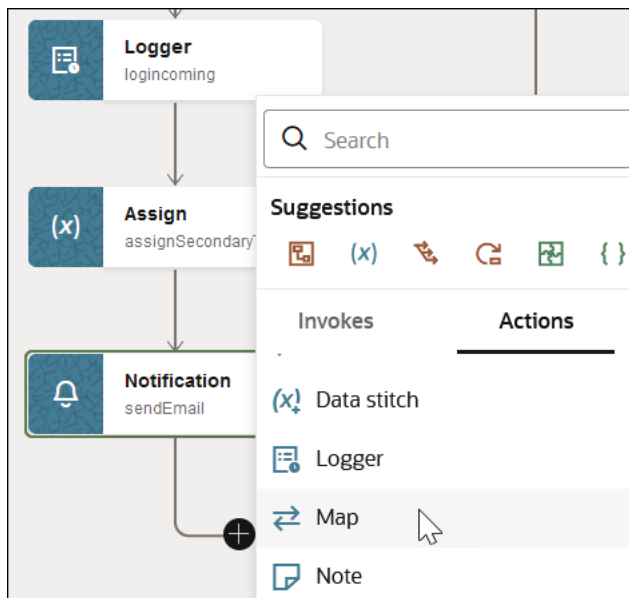 Logger
logincoming
Search
Suggestions
Assign
(x)
assignSecondary
(x)
{ }
Invokes
Actions
Notification
sendEmail
(x) Data stitch
Logger
Map
Note